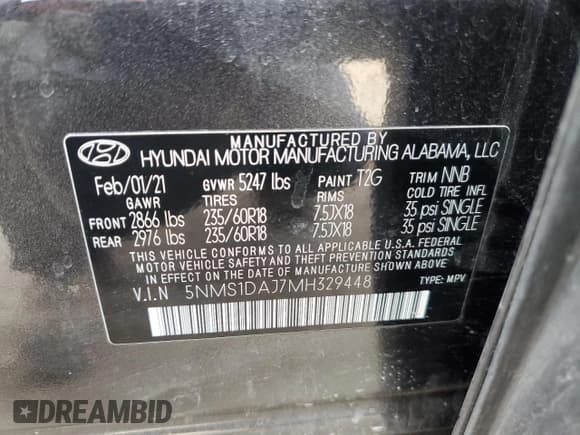 MANUFACTURED BY
HYUNDAI MOTOR MANUFACTURING ALABAMA, LLC
Feb/01/21 GVWR 5247 lbs PAINT T2G TRIM NNB
GAWR TIRES RIMS COLD TIRE INFL
FRONT 2866 lbs 235/60R18 7.5JX18 35 psi SINGLE
REAR 2976 lbs 235/60R18 7.5JX18 35 psi SINGLE
THIS VEHICLE CONFORMS TO ALL APPLICABLE U.S.A. FEDERAL
MOTOR VEHICLE SAFETY AND THEFT PREVENTION STANDARDS
IN EFFECT ON THE DATE OF MANUFACTURE SHOWN ABOVE.
V.I.N 5NMS1DAJ7MH329448 TYPE: MPV
DREAMBID